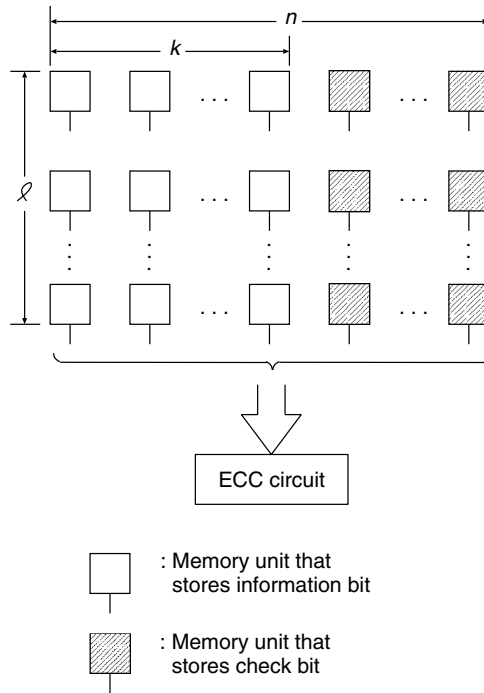 n
k
. . . . . .
ℓ
. . . . . .
. . . . . .
ECC circuit
: Memory unit that
stores information bit
: Memory unit that
stores check bit